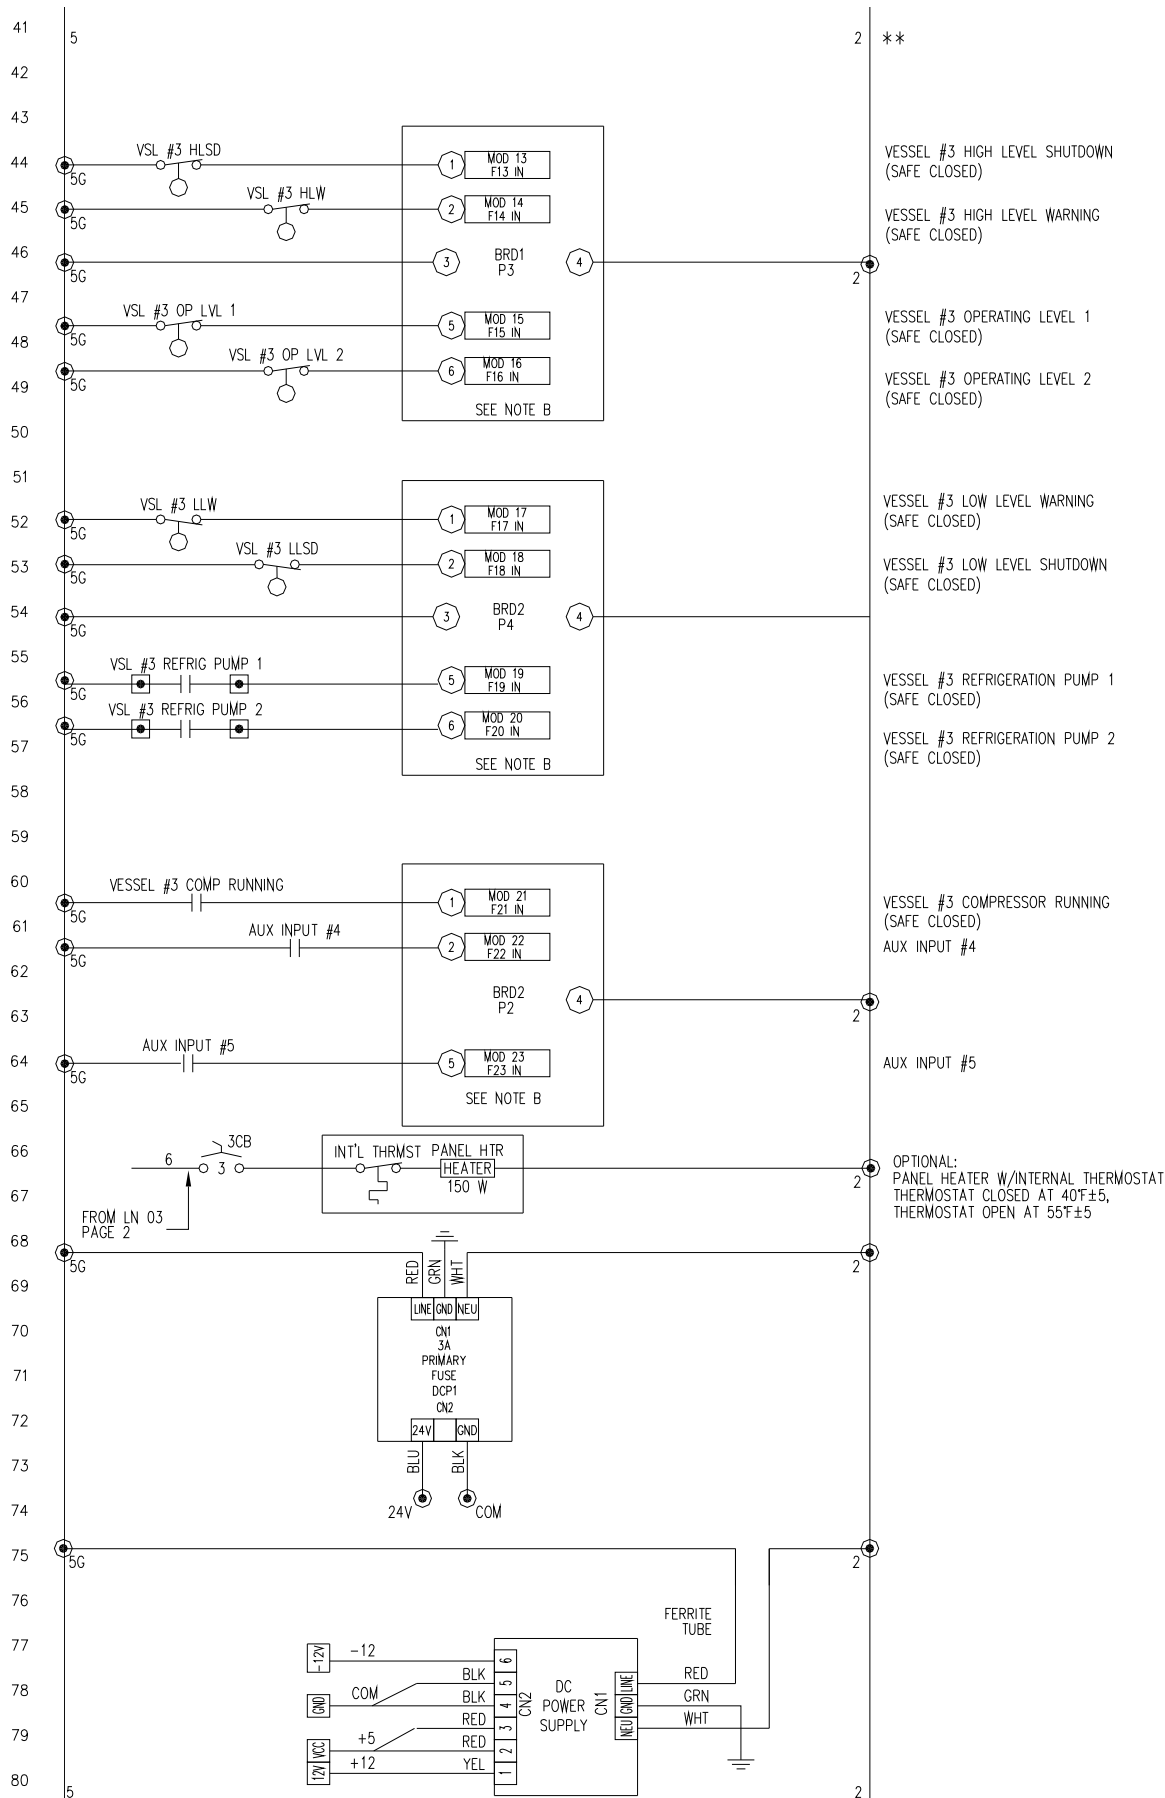 41
5
2
**
42
43
44
VSL #3 HLSD
5G
1
MOD 13
F13 IN
VESSEL #3 HIGH LEVEL SHUTDOWN
(SAFE CLOSED)
45
VSL #3 HLW
5G
2
MOD 14
F14 IN
VESSEL #3 HIGH LEVEL WARNING
(SAFE CLOSED)
46
5G
3
BRD1
P3
4
2
47
VSL #3 OP LVL 1
5G
5
MOD 15
F15 IN
VESSEL #3 OPERATING LEVEL 1
(SAFE CLOSED)
48
VSL #3 OP LVL 2
5G
6
MOD 16
F16 IN
49
VESSEL #3 OPERATING LEVEL 2
(SAFE CLOSED)
SEE NOTE B
50
51
52
VSL #3 LLW
5G
1
MOD 17
F17 IN
VESSEL #3 LOW LEVEL WARNING
(SAFE CLOSED)
53
VSL #3 LLSD
5G
2
MOD 18
F18 IN
VESSEL #3 LOW LEVEL SHUTDOWN
(SAFE CLOSED)
54
5G
3
BRD2
P4
4
55
VSL #3 REFRIG PUMP 1
5G
5
MOD 19
F19 IN
VESSEL #3 REFRIGERATION PUMP 1
(SAFE CLOSED)
56
VSL #3 REFRIG PUMP 2
5G
6
MOD 20
F20 IN
57
VESSEL #3 REFRIGERATION PUMP 2
(SAFE CLOSED)
SEE NOTE B
58
59
60
VESSEL #3 COMP RUNNING
5G
1
MOD 21
F21 IN
VESSEL #3 COMPRESSOR RUNNING
(SAFE CLOSED)
61
AUX INPUT #4
5G
2
MOD 22
F22 IN
AUX INPUT #4
62
BRD2
P2
4
2
63
64
AUX INPUT #5
5G
5
MOD 23
F23 IN
AUX INPUT #5
SEE NOTE B
65
66
6
3CB
3
INT'L THRMST
PANEL HTR
HEATER
150 W
2
OPTIONAL:
PANEL HEATER W/INTERNAL THERMOSTAT
THERMOSTAT CLOSED AT 40°F±5,
THERMOSTAT OPEN AT 55°F±5
67
FROM LN 03
PAGE 2
68
5G
RED
GRN
WHT
2
69
LINE
GND
NEU
70
CN1
3A
PRIMARY
FUSE
DCP1
CN2
71
72
24V
GND
73
BLU
BLK
74
24V
COM
75
5G
2
76
FERRITE
TUBE
77
-12V
-12
6
78
BLK
5
LINE
RED
GND
COM
BLK
4
GND
GRN
CN2
DC
POWER
SUPPLY
CN1
79
RED
3
NEU
WHT
VCC
+5
RED
2
80
12V
+12
YEL
1
5
2